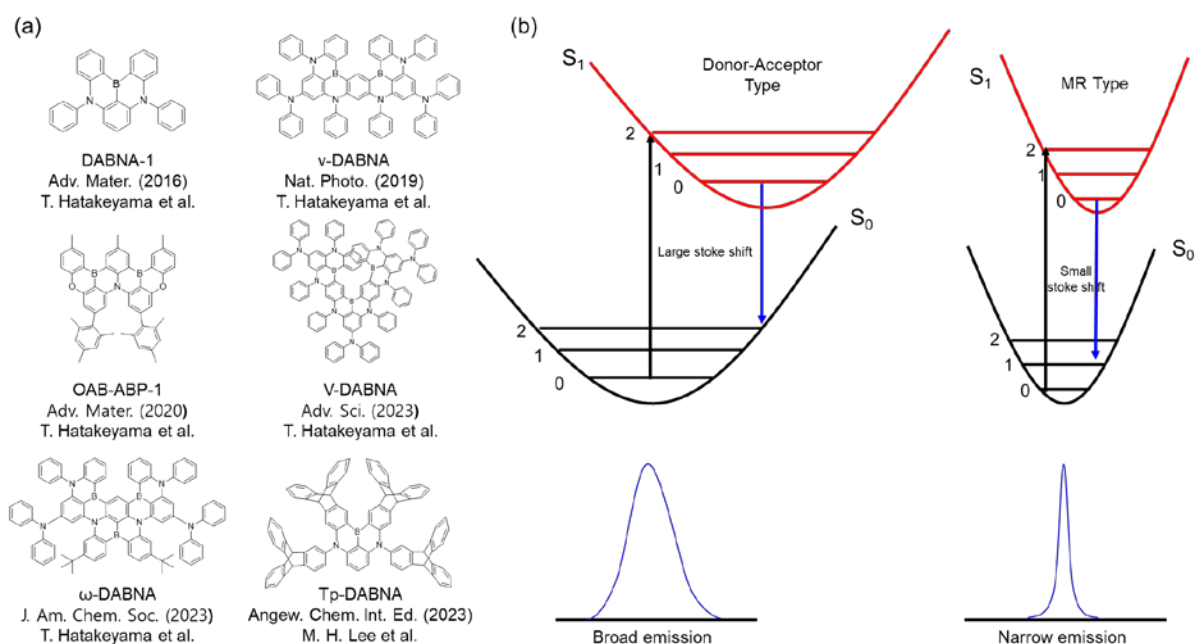 (a)
DABNA-1
Adv. Mater. (2016)
T. Hatakeyama et al.
ν-DABNA
Nat. Photo. (2019)
T. Hatakeyama et al.
OAB-ABP-1
Adv. Mater. (2020)
T. Hatakeyama et al.
V-DABNA
Adv. Sci. (2023)
T. Hatakeyama et al.
ω-DABNA
J. Am. Chem. Soc. (2023)
T. Hatakeyama et al.
Tp-DABNA
Angew. Chem. Int. Ed. (2023)
M. H. Lee et al.
(b)
S1
Donor-Acceptor
Type
2
1
0
Large stoke shift
S0
2
1
0
Broad emission
S1
MR Type
2
1
0
Small
stoke shift
S0
2
1
0
Narrow emission